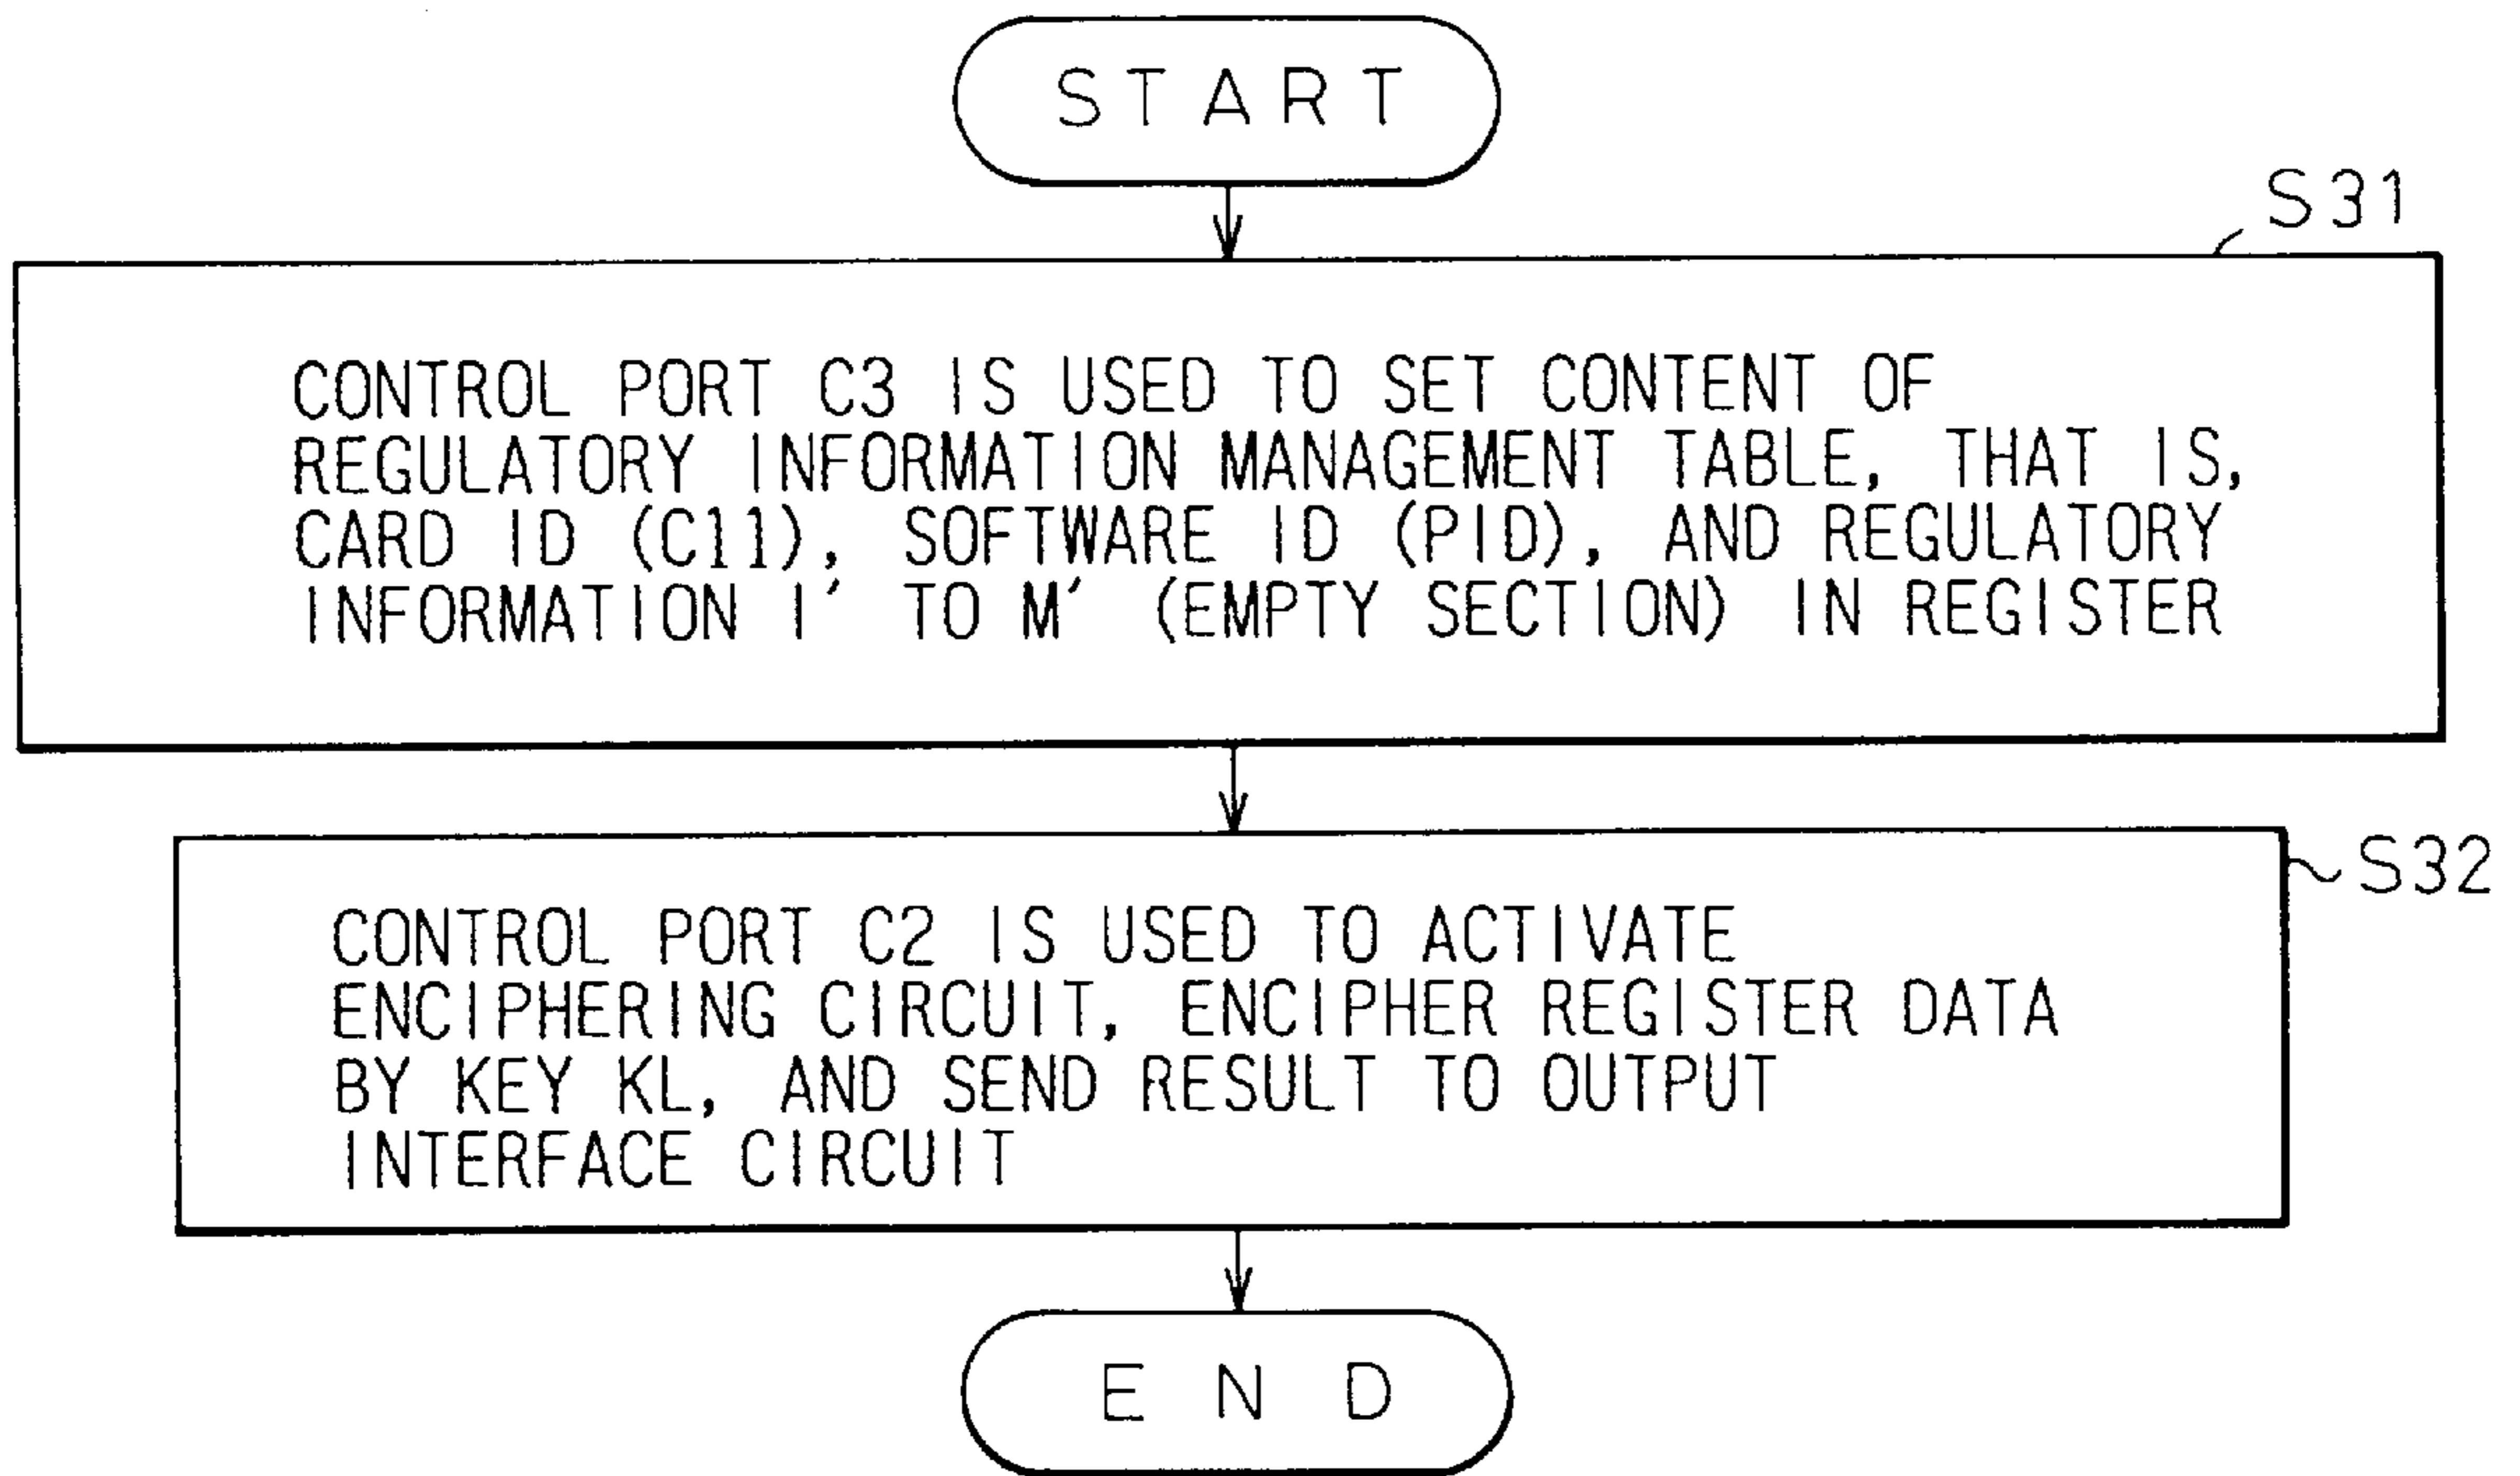 START
S31
CONTROL PORT C3 IS USED TO SET CONTENT OF
REGULATORY INFORMATION MANAGEMENT TABLE, THAT IS,
CARD ID (C11), SOFTWARE ID (PID), AND REGULATORY
INFORMATION I' TO M' (EMPTY SECTION) IN REGISTER
S32
CONTROL PORT C2 IS USED TO ACTIVATE
ENCIPHERING CIRCUIT, ENCIPHER REGISTER DATA
BY KEY KL, AND SEND RESULT TO OUTPUT
INTERFACE CIRCUIT
END